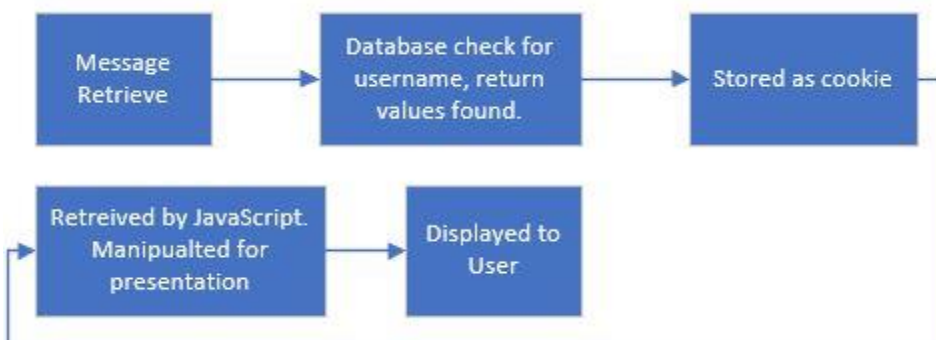 Message
Retrieve
Database check for
username, return
values found.
Stored as cookie
Retreived by JavaScript.
Manipualted for
presentation
Displayed to
User